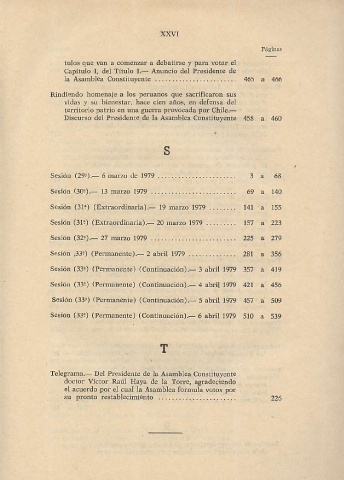 XXVI
Páginas
tulos que van a comenzar a debatirse y para votar el
Capítulo I, del Título I.— Anuncio del Presidente de
la Asamblea Constituyente ........................ 465 a 466
Rindiendo homenaje a los peruanos que sacrificaron sus
vidas y su bienestar, hace cien años, en defensa del
territorio patrio en una guerra provocada por Chile.—
Discurso del Presidente de la Asamblea Constituyente 458 a 460
S
Sesión (29ª).— 6 marzo de 1979 ........................ 3 a 68
Sesión (30ª).— 13 marzo 1979 ........................ 69 a 140
Sesión (31ª) (Extraordinaria).— 19 marzo 1979 ........ 141 a 155
Sesión (31ª) (Extraordinaria).— 20 marzo 1979 ........ 157 a 223
Sesión (32ª).— 27 marzo 1979 ........................ 225 a 279
Sesión (33ª) (Permanente).— 2 abril 1979 ............ 281 a 356
Sesión (33ª) (Permanente) (Continuación).— 3 abril 1979 357 a 419
Sesión (33ª) (Permanente) (Continuación).— 4 abril 1979 421 a 456
Sesión (33ª) (Permanente) (Continuación).— 5 abril 1979 457 a 509
Sesión (33ª) (Permanente) (Continuación).— 6 abril 1979 510 a 539
T
Telegrama.— Del Presidente de la Asamblea Constituyente
doctor Víctor Raúl Haya de la Torre, agradeciendo
el acuerdo por el cual la Asamblea formula votos por
su pronto restablecimiento ........................ 226